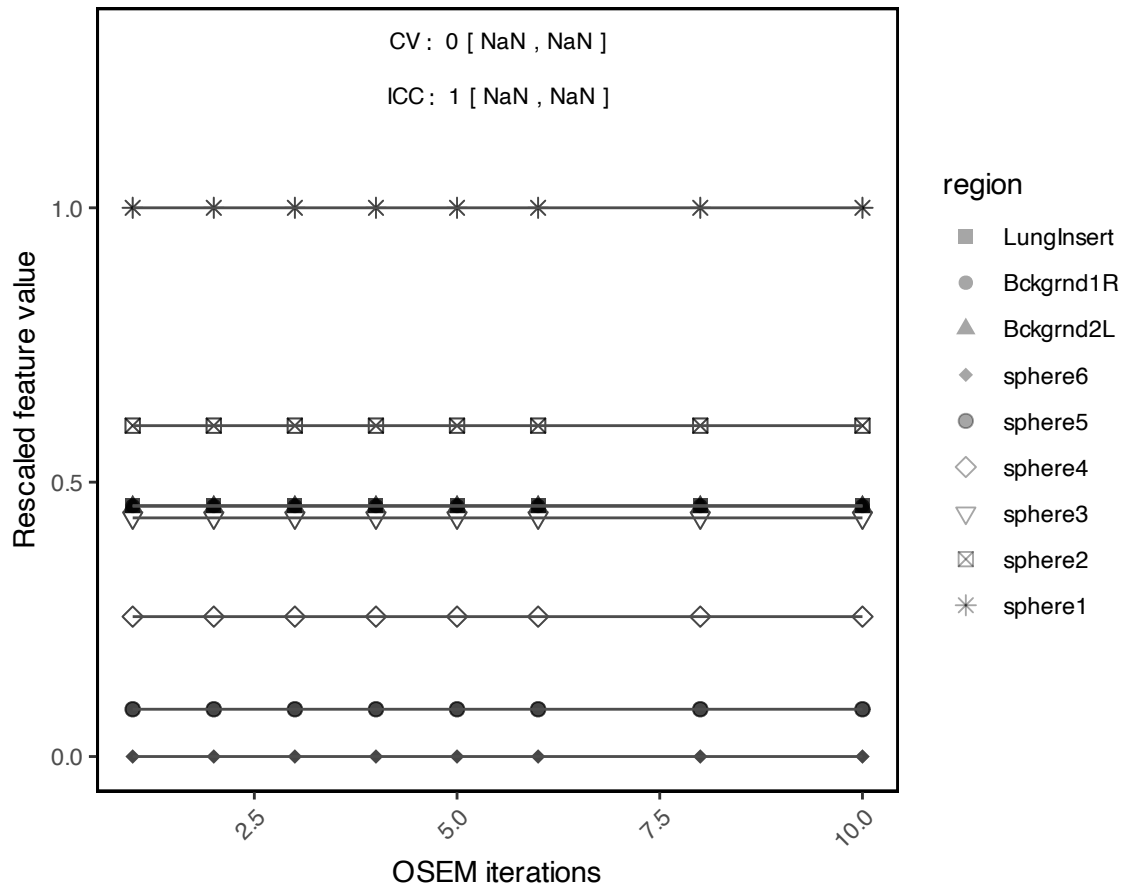 CV : 0 [ NaN , NaN ]
ICC : 1 [ NaN , NaN ]
1.0
0.5
0.0
Rescaled feature value
2.5
5.0
7.5
10.0
OSEM iterations
region
LungInsert
Bckgrnd1R
Bckgrnd2L
sphere6
sphere5
sphere4
sphere3
sphere2
sphere1